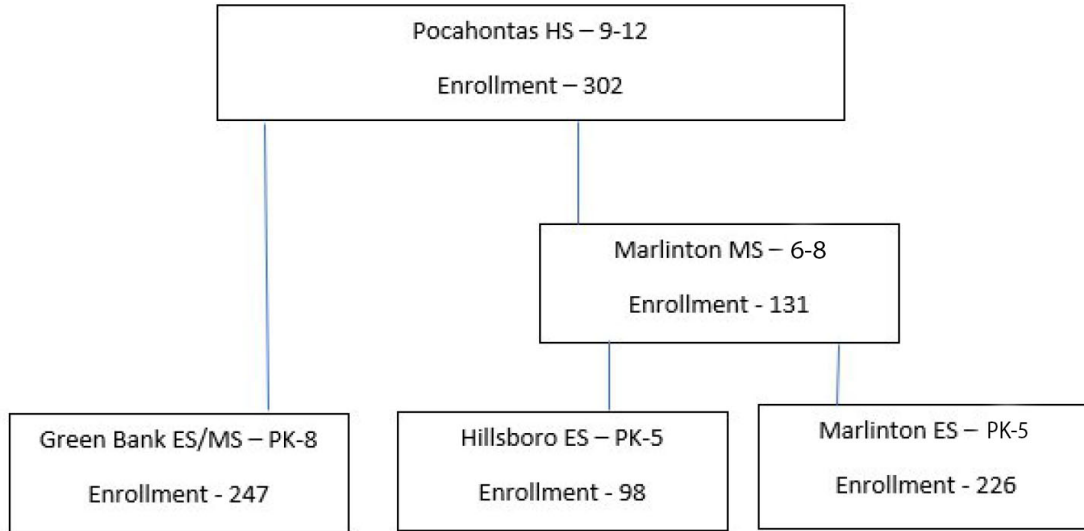 Pocahontas HS – 9-12
Enrollment – 302
Marlinton MS – 6-8
Enrollment - 131
Green Bank ES/MS – PK-8
Enrollment - 247
Hillsboro ES – PK-5
Enrollment - 98
Marlinton ES – PK-5
Enrollment - 226